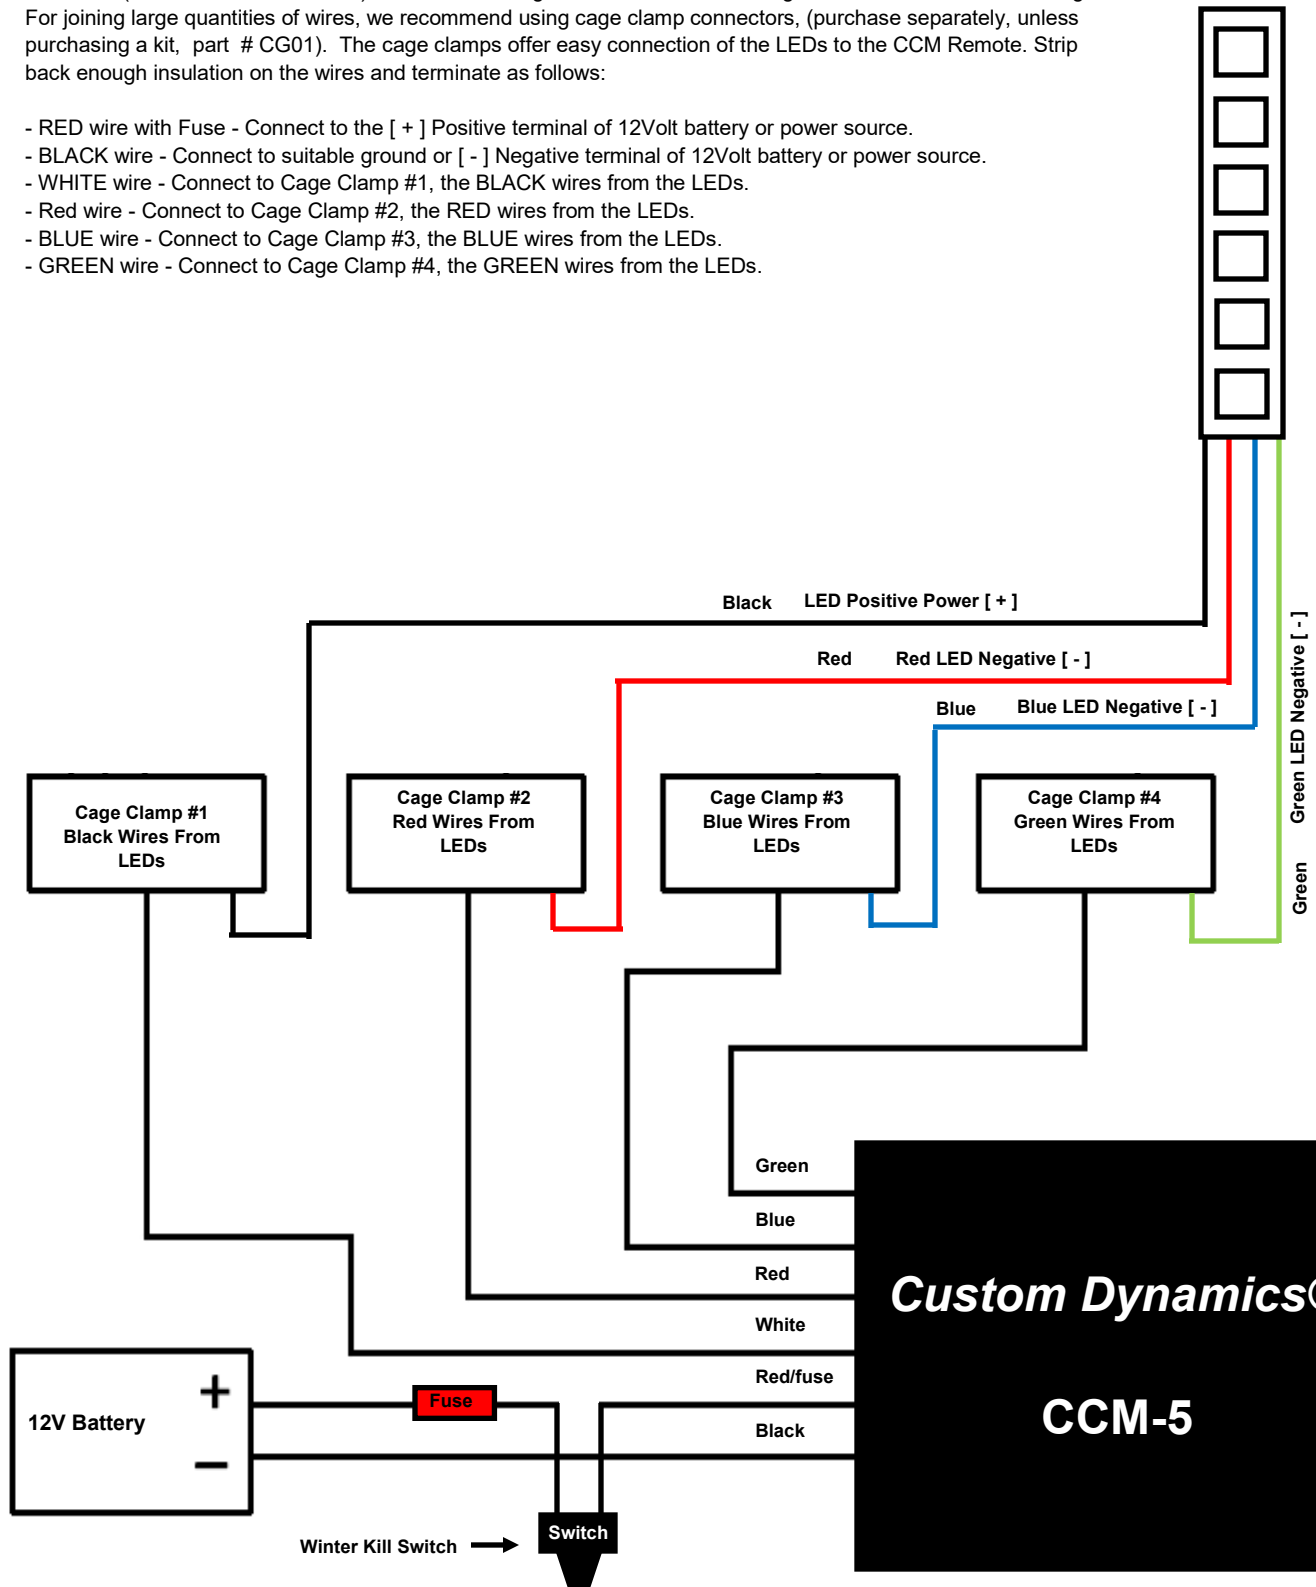 For joining large quantities of wires, we recommend using cage clamp connectors, (purchase separately, unless
purchasing a kit, part # CG01). The cage clamps offer easy connection of the LEDs to the CCM Remote. Strip
back enough insulation on the wires and terminate as follows:
- RED wire with Fuse - Connect to the [ + ] Positive terminal of 12Volt battery or power source.
- BLACK wire - Connect to suitable ground or [ - ] Negative terminal of 12Volt battery or power source.
- WHITE wire - Connect to Cage Clamp #1, the BLACK wires from the LEDs.
- Red wire - Connect to Cage Clamp #2, the RED wires from the LEDs.
- BLUE wire - Connect to Cage Clamp #3, the BLUE wires from the LEDs.
- GREEN wire - Connect to Cage Clamp #4, the GREEN wires from the LEDs.
Black LED Positive Power [ + ]
Red Red LED Negative [ - ]
Blue Blue LED Negative [ - ]
Green Green LED Negative [ - ]
Cage Clamp #1
Black Wires From
LEDs
Cage Clamp #2
Red Wires From
LEDs
Cage Clamp #3
Blue Wires From
LEDs
Cage Clamp #4
Green Wires From
LEDs
Green
Blue
Red
White
Red/fuse
Black
Custom Dynamics®
CCM-5
12V Battery
+
–
Fuse
Switch
Winter Kill Switch